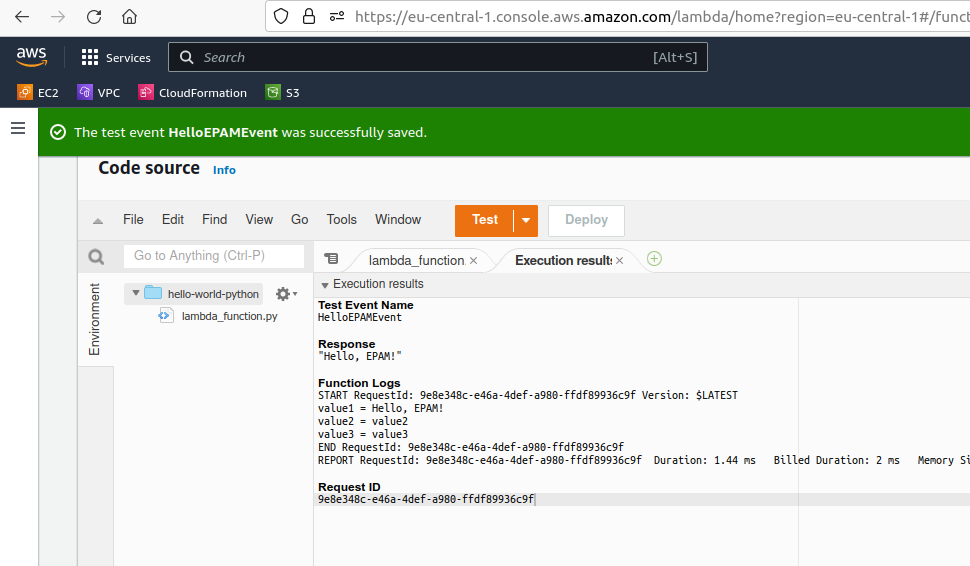 https://eu-central-1.console.aws.amazon.com/lambda/home?region=eu-central-1#/funct
aws Services Search [Alt+S]
EC2 VPC CloudFormation S3
The test event HelloEPAMEvent was successfully saved.
Code source Info
File Edit Find View Go Tools Window Test Deploy
Go to Anything (Ctrl-P) lambda_function. × Execution results ×
Execution results
Environment
hello-world-python
lambda_function.py
Test Event Name
HelloEPAMEvent
Response
"Hello, EPAM!"
Function Logs
START RequestId: 9e8e348c-e46a-4def-a980-ffdf89936c9f Version: $LATEST
value1 = Hello, EPAM!
value2 = value2
value3 = value3
END RequestId: 9e8e348c-e46a-4def-a980-ffdf89936c9f
REPORT RequestId: 9e8e348c-e46a-4def-a980-ffdf89936c9f Duration: 1.44 ms Billed Duration: 2 ms Memory Si
Request ID
9e8e348c-e46a-4def-a980-ffdf89936c9f